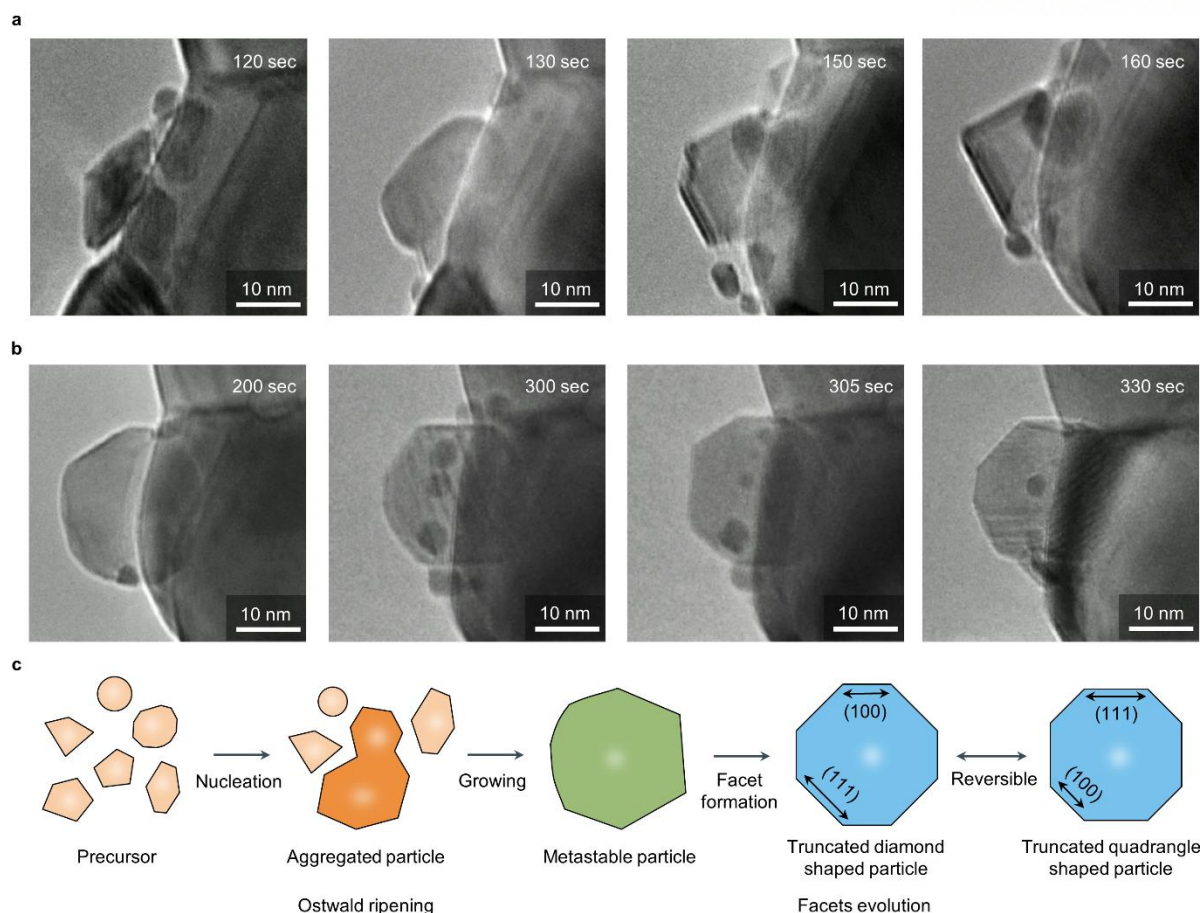 a
120 sec
130 sec
150 sec
160 sec
10 nm
10 nm
10 nm
10 nm
b
200 sec
300 sec
305 sec
330 sec
10 nm
10 nm
10 nm
10 nm
c
Nucleation
Growing
Facet
formation
(100)
(111)
Reversible
(111)
(100)
Precursor
Aggregated particle
Metastable particle
Truncated diamond
shaped particle
Truncated quadrangle
shaped particle
Ostwald ripening
Facets evolution